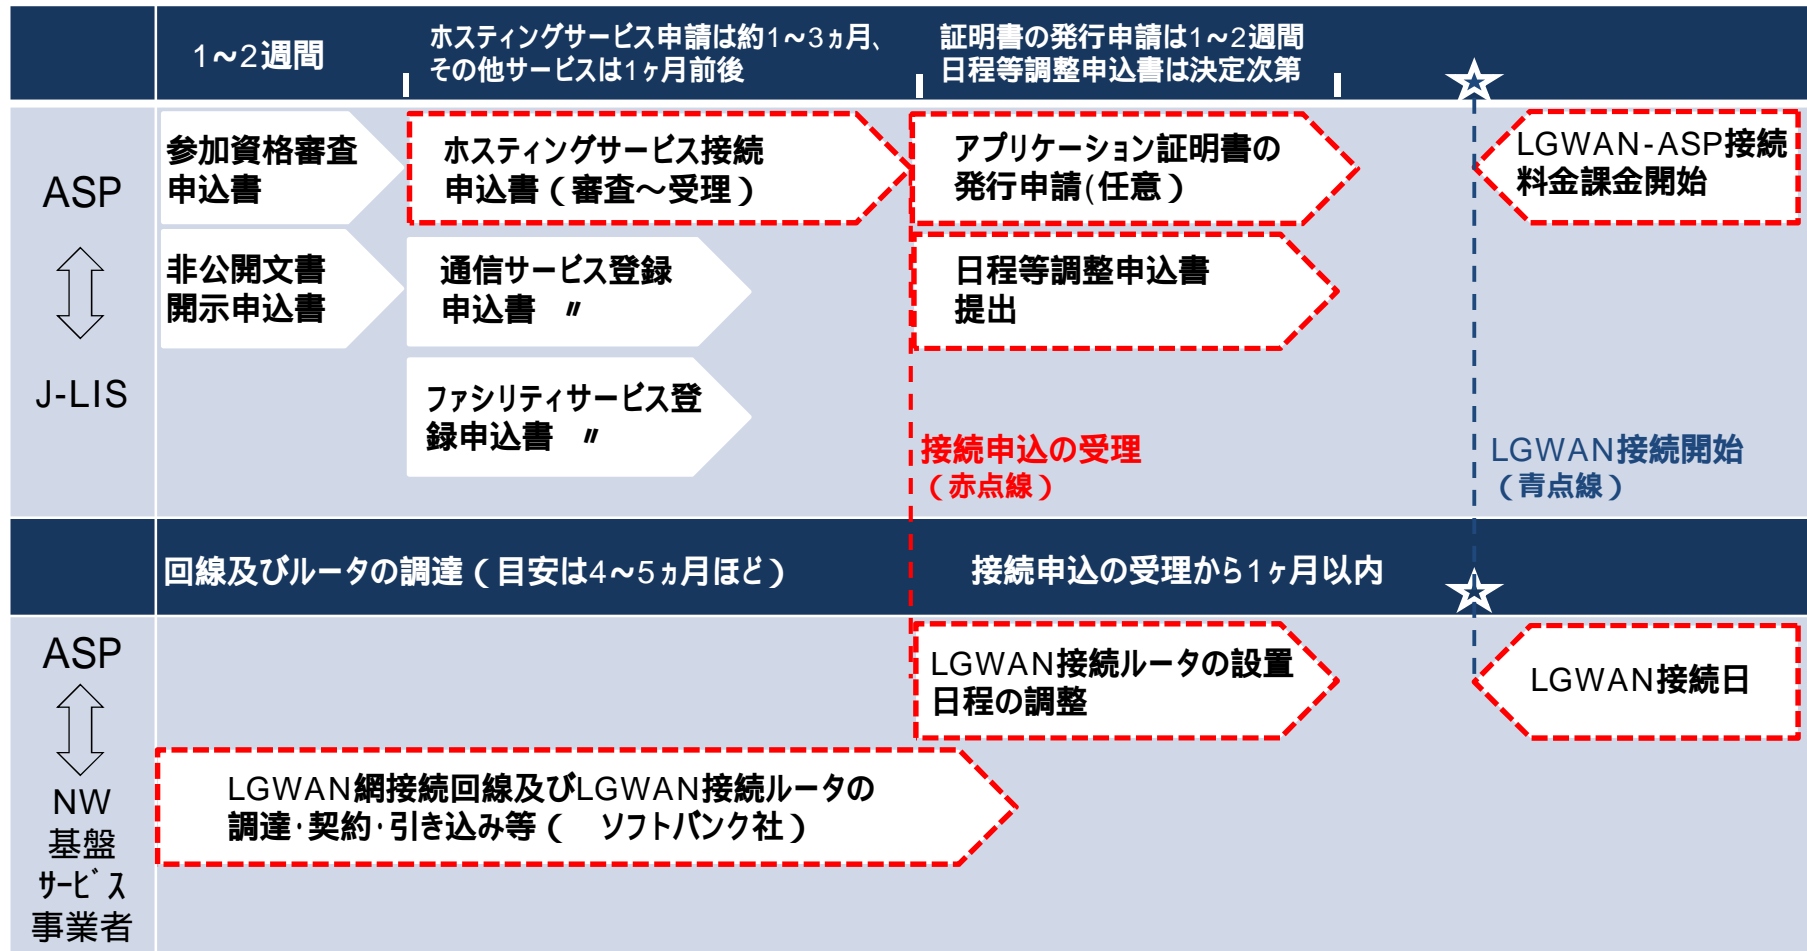 1～2週間
ホスティングサービス申請は約1～3ヵ月、
その他サービスは1ヶ月前後
証明書の発行申請は1～2週間
日程等調整申込書は決定次第
ASP
J-LIS
参加資格審査
申込書
ホスティングサービス接続
申込書（審査～受理）
アプリケーション証明書の
発行申請(任意）
LGWAN-ASP接続
料金課金開始
非公開文書
開示申込書
通信サービス登録
申込書　〃
日程等調整申込書
提出
ファシリティサービス登
録申込書　〃
接続申込の受理
（赤点線）
LGWAN接続開始
（青点線）
回線及びルータの調達（目安は4～5ヵ月ほど）
接続申込の受理から1ヶ月以内
ASP
NW
基盤
サービス
事業者
LGWAN接続ルータの設置
日程の調整
LGWAN接続日
LGWAN網接続回線及びLGWAN接続ルータの
調達・契約・引き込み等（　ソフトバンク社）